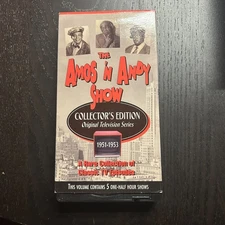 THE
AMOS 'N ANDY
SHOW
COLLECTOR'S EDITION
Original Television Series
1951-1953
A Rare Collection of
Classic TV Episodes
THIS VOLUME CONTAINS 5 ONE-HALF HOUR SHOWS